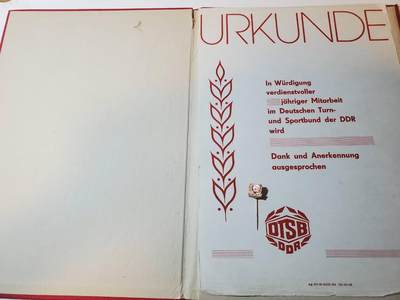 URKUNDE
In Würdigung
verdienstvoller
jähriger Mitarbeit
im Deutschen Turn-
und Sportbund der DDR
wird
Dank und Anerkennung
ausgesprochen
DTSB
DDR